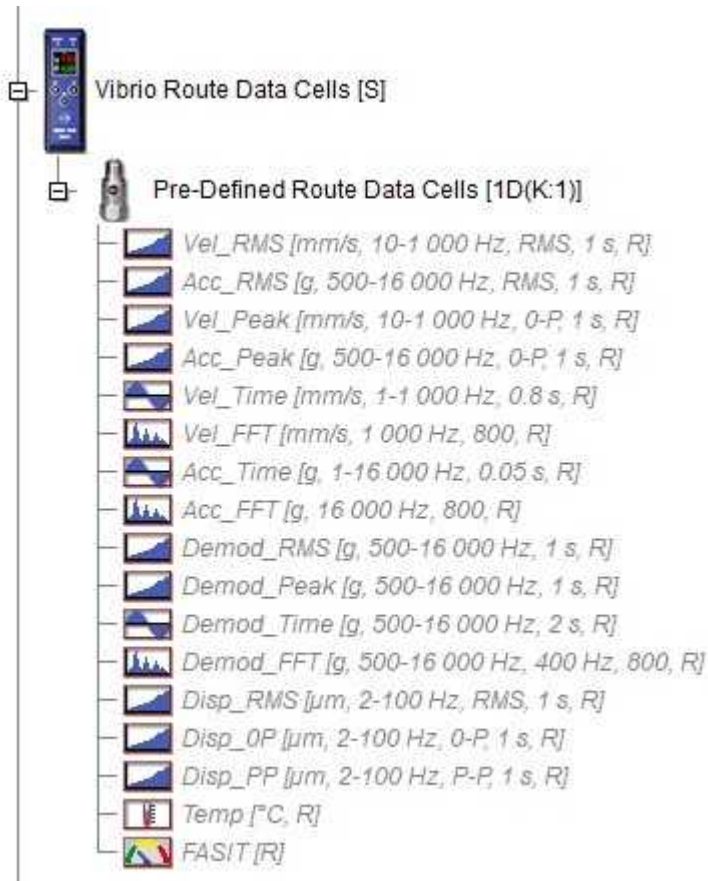 Vibrio Route Data Cells [S]
Pre-Defined Route Data Cells [1D(K:1)]
Vel_RMS [mm/s, 10-1 000 Hz, RMS, 1 s, R]
Acc_RMS [g, 500-16 000 Hz, RMS, 1 s, R]
Vel_Peak [mm/s, 10-1 000 Hz, 0-P, 1 s, R]
Acc_Peak [g, 500-16 000 Hz, 0-P, 1 s, R]
Vel_Time [mm/s, 1-1 000 Hz, 0.8 s, R]
Vel_FFT [mm/s, 1 000 Hz, 800, R]
Acc_Time [g, 1-16 000 Hz, 0.05 s, R]
Acc_FFT [g, 16 000 Hz, 800, R]
Demod_RMS [g, 500-16 000 Hz, 1 s, R]
Demod_Peak [g, 500-16 000 Hz, 1 s, R]
Demod_Time [g, 500-16 000 Hz, 2 s, R]
Demod_FFT [g, 500-16 000 Hz, 400 Hz, 800, R]
Disp_RMS [µm, 2-100 Hz, RMS, 1 s, R]
Disp_0P [µm, 2-100 Hz, 0-P, 1 s, R]
Disp_PP [µm, 2-100 Hz, P-P, 1 s, R]
Temp [°C, R]
FASIT [R]